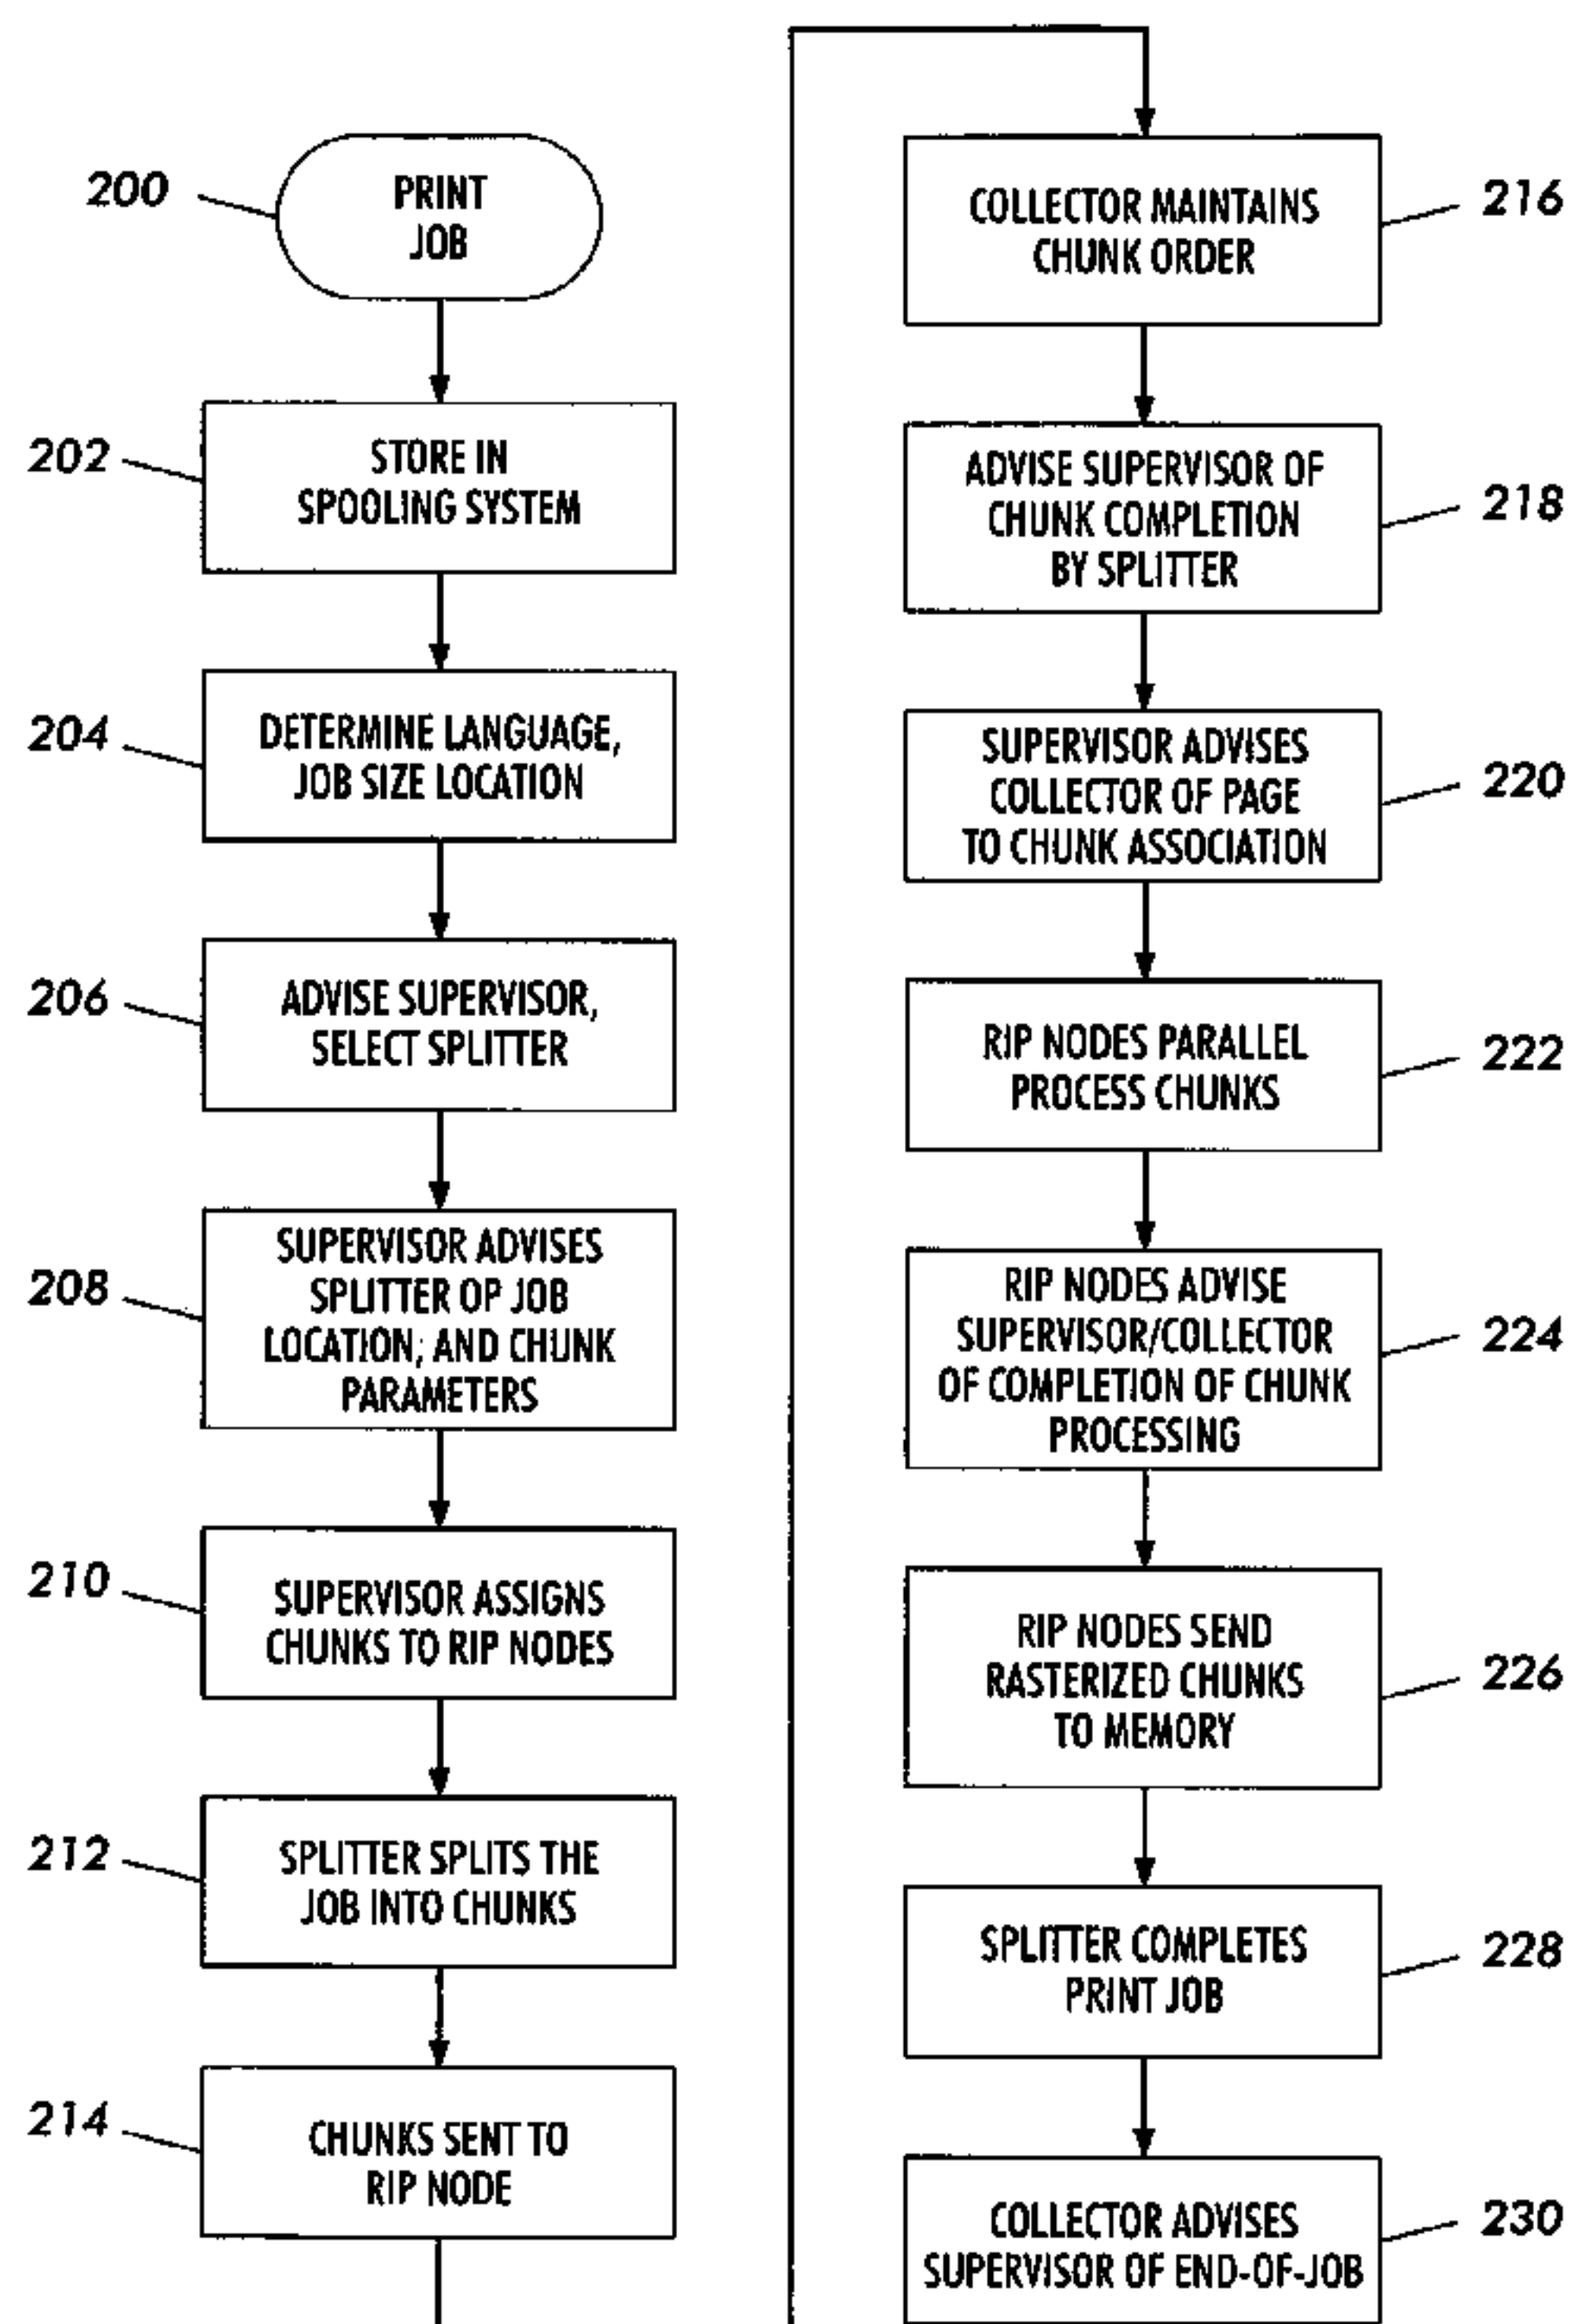 200
PRINT
JOB
202
STORE IN
SPOOLING SYSTEM
204
DETERMINE LANGUAGE,
JOB SIZE LOCATION
206
ADVISE SUPERVISOR,
SELECT SPLITTER
208
SUPERVISOR ADVISES
SPLITTER OP JOB
LOCATION, AND CHUNK
PARAMETERS
210
SUPERVISOR ASSIGNS
CHUNKS TO RIP NODES
212
SPLITTER SPLITS THE
JOB INTO CHUNKS
214
CHUNKS SENT TO
RIP NODE
216
COLLECTOR MAINTAINS
CHUNK ORDER
218
ADVISE SUPERVISOR OF
CHUNK COMPLETION
BY SPLITTER
220
SUPERVISOR ADVISES
COLLECTOR OF PAGE
TO CHUNK ASSOCIATION
222
RIP NODES PARALLEL
PROCESS CHUNKS
224
RIP NODES ADVISE
SUPERVISOR/COLLECTOR
OF COMPLETION OF CHUNK
PROCESSING
226
RIP NODES SEND
RASTERIZED CHUNKS
TO MEMORY
228
SPLITTER COMPLETES
PRINT JOB
230
COLLECTOR ADVISES
SUPERVISOR OF END-OF-JOB